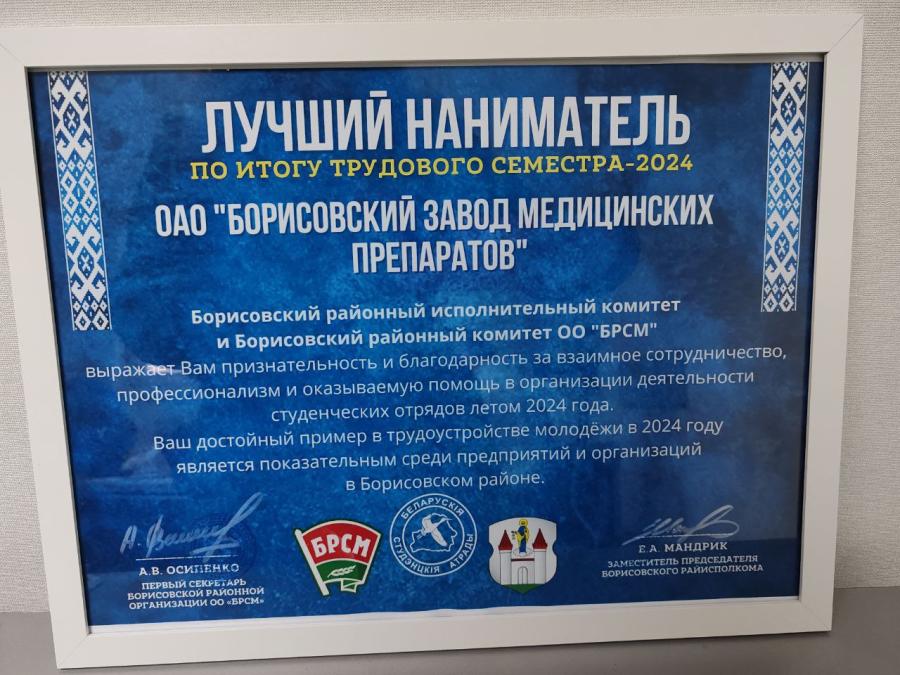 ЛУЧШИЙ НАНИМАТЕЛЬ
ПО ИТОГУ ТРУДОВОГО СЕМЕСТРА-2024
ОАО "БОРИСОВСКИЙ ЗАВОД МЕДИЦИНСКИХ
ПРЕПАРАТОВ"
Борисовский районный исполнительный комитет
и Борисовский районный комитет ОО "БРСМ"
выражает Вам признательность и благодарность за взаимное сотрудничество,
профессионализм и оказываемую помощь в организации деятельности
студенческих отрядов летом 2024 года.
Ваш достойный пример в трудоустройстве молодёжи в 2024 году
является показательным среди предприятий и организаций
в Борисовском районе.
А.В. ОСИПЕНКО
ПЕРВЫЙ СЕКРЕТАРЬ
БОРИСОВСКОЙ РАЙОННОЙ
ОРГАНИЗАЦИИ ОО «БРСМ»
БРСМ
БЕЛАРУСКІЯ
СТУДЭНЦКІЯ АТРАДЫ
Е.А. МАНДРИК
ЗАМЕСТИТЕЛЬ ПРЕДСЕДАТЕЛЯ
БОРИСОВСКОГО РАЙИСПОЛКОМА